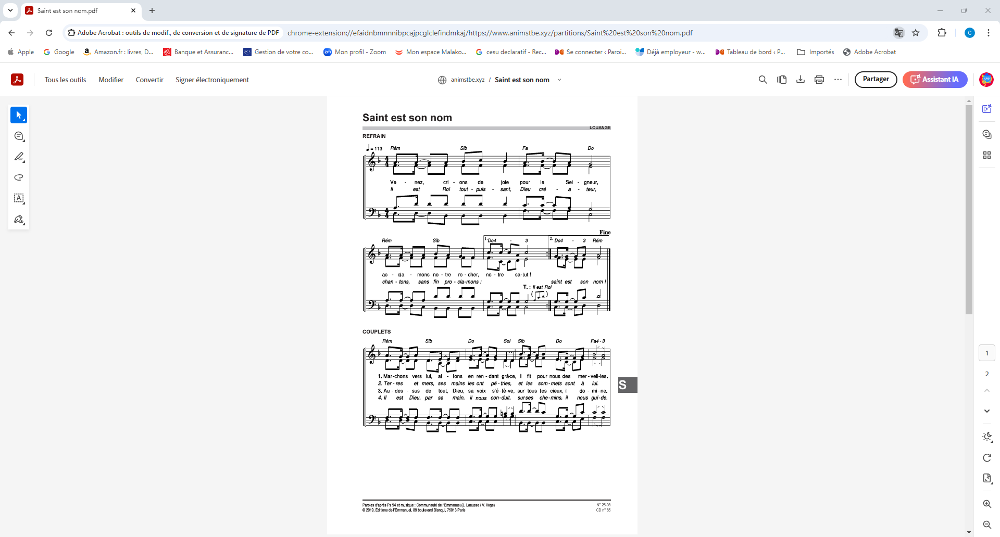 Saint est son nom.pdf
Adobe Acrobat : outils de modif., de conversion et de signature de PDF
chrome-extension://efaidnbmnnnibpcajpcglclefindmkaj/https://www.animstbe.xyz/partitions/Saint%20est%20son%20nom.pdf
C
Apple
Google
Amazon.fr : livres, D...
Banque et Assuranc...
Gestion de votre co...
Mon profil - Zoom
Mon espace Malako...
cesu declaratif - Rec...
Se connecter ‹ Paroi...
Déjà employeur - w...
Tableau de bord ‹ P...
Importés
Adobe Acrobat
Tous les outils
Modifier
Convertir
Signer électroniquement
animstbe.xyz / Saint est son nom
Partager
Assistant IA
Saint est son nom
LOUANGE
REFRAIN
= 113 Rém Sib Fa Do
Ve - nez, cri - ons de joie pour le Sei - gneur,
Il est Roi tout - puis - sant, Dieu cré - a - teur,
Fine
Rém Sib 1. Do4 - 3 2. Do4 - 3 Rém
ac - cla - mons no - tre ro - cher, no - tre sa-lut !
chan - tons, sans fin pro - cla-mons : saint est son nom !
T. : Il est Roi
COUPLETS
Rém Sib Do Sol Sib Do Fa4 - 3
1. Mar-chons vers lui, al - lons en ren - dant grâ-ce, il fit pour nous des mer - veil-les.
2. Ter - res et mers, ses mains les ont pé - tries, et les som - mets sont à lui.
3. Au - des - sus de tout, Dieu, sa voix s'é - lè - ve, sur tous les cieux, il do - mi - ne.
4. Il est Dieu, par sa main, il nous con-duit, surses che-mins, il nous gui-de.
S
Paroles d'après Ps 94 et musique : Communauté de l'Emmanuel (J. Lanusse / V. Voge)
N° 25-08
© 2019, Éditions de l'Emmanuel, 89 boulevard Blanqui, 75013 Paris
CD n° 65
1
2